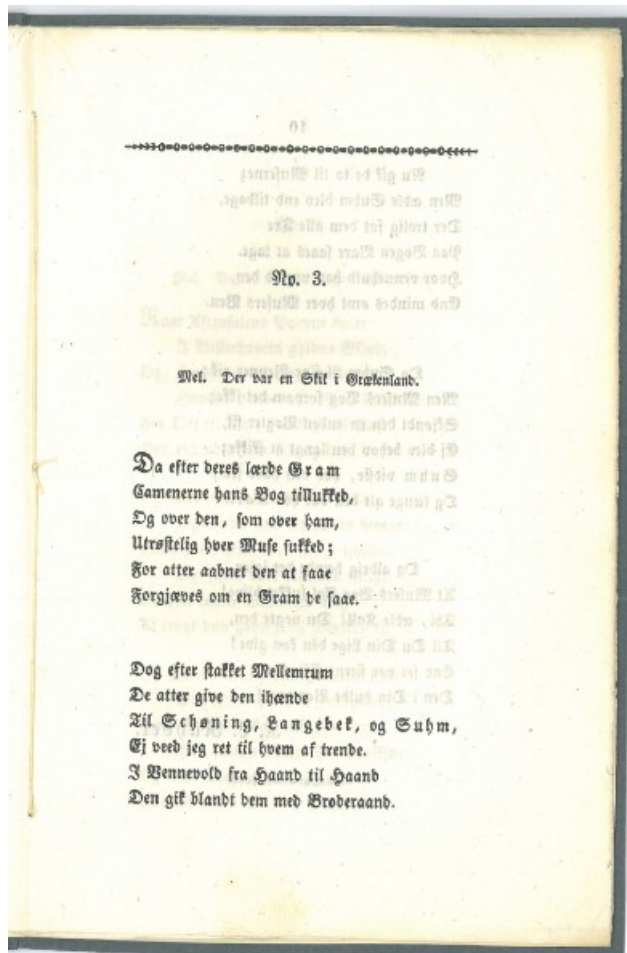 No. 3.
Mel. Der var en Skik i Grækenland.
Da efter deres lærde Gram
Camenerne hans Bog tillukked,
Og over den, som over ham,
Utrøstelig hver Muse sukked;
For atter aabnet den at faae
Forgjæves om en Gram de saae.
Dog efter stakket Mellemrum
De atter give den ihænde
Til Schøning, Langebek, og Suhm,
Ej veed jeg ret til hvem af trende.
I Vennevold fra Haand til Haand
Den gik blandt dem med Broderaand.